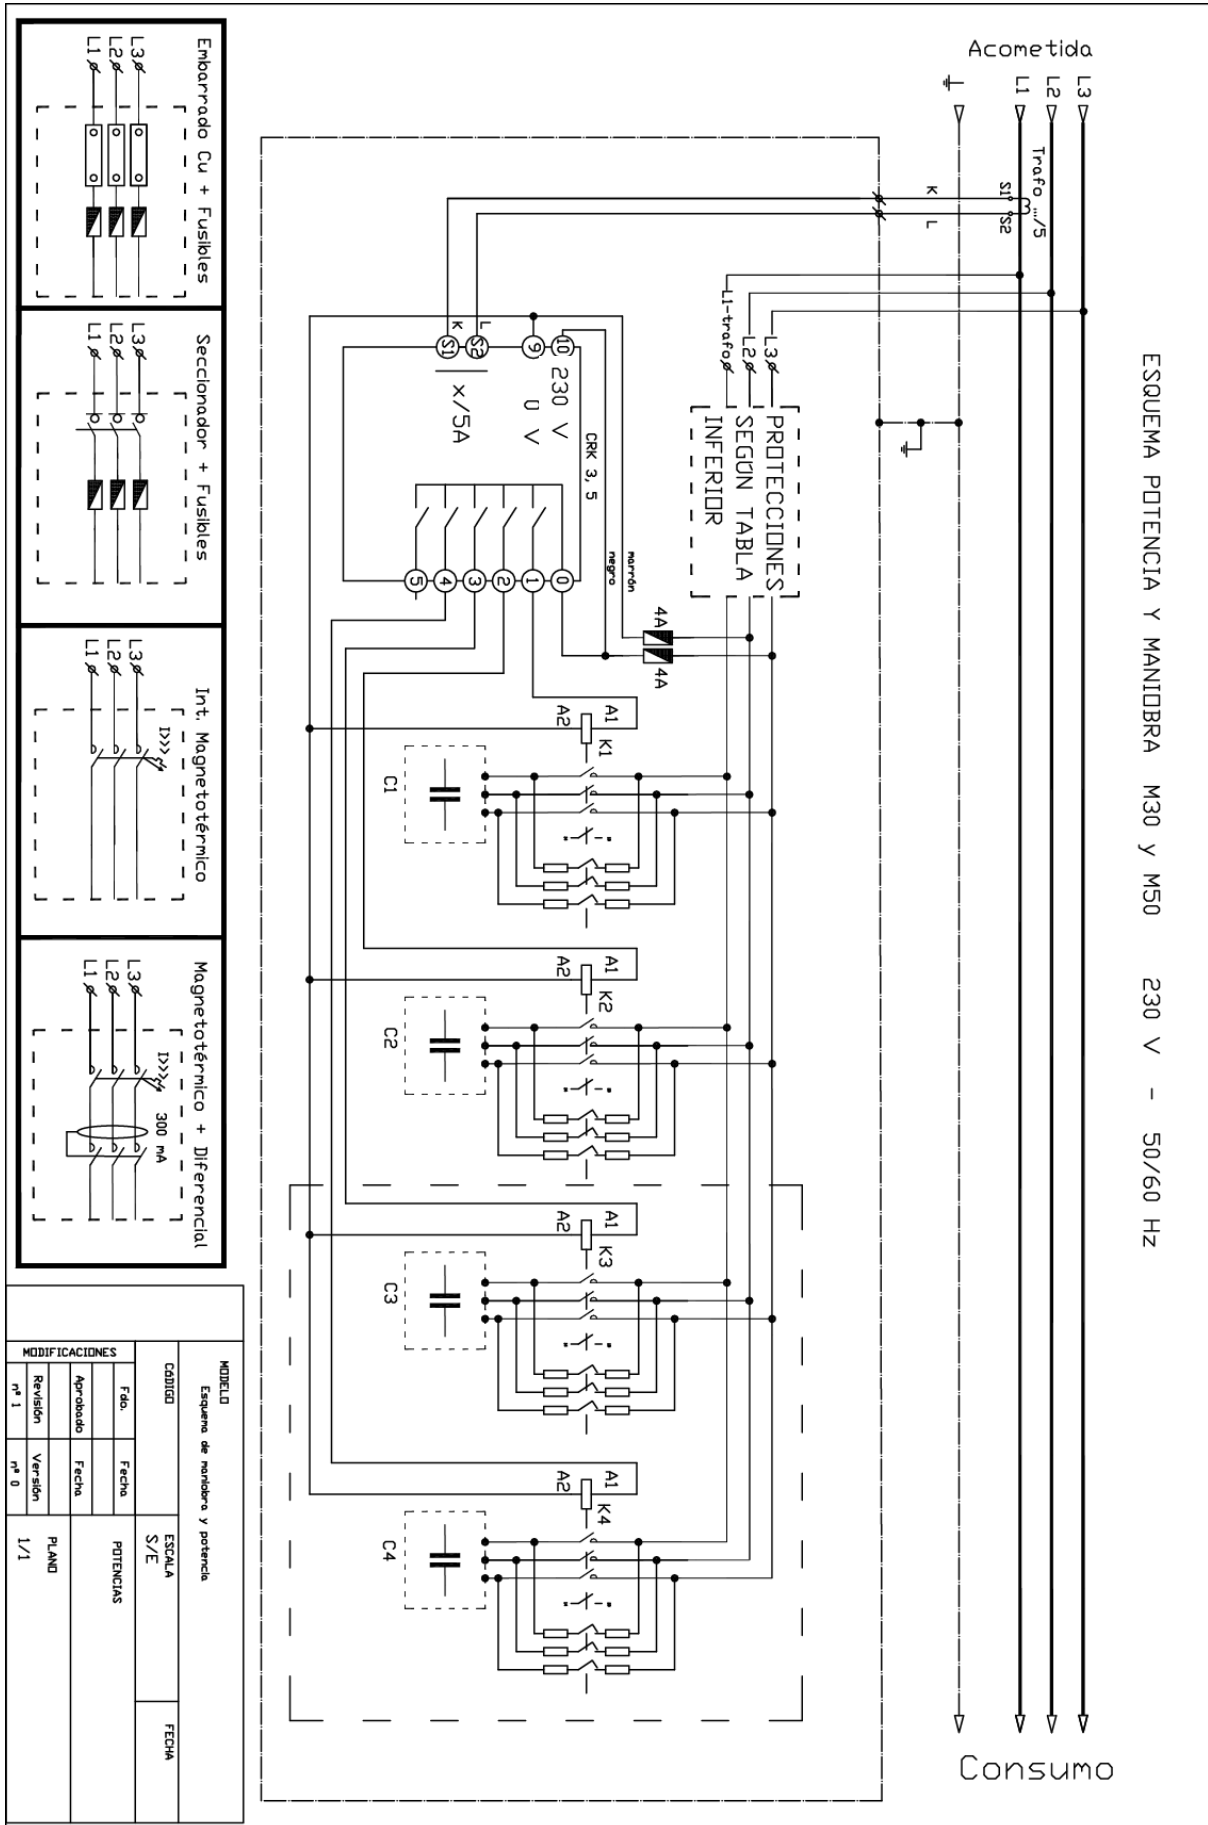 ESQUEMA POTENCIA Y MANIOBRA M30 y M50 230 V - 50/60 Hz
Acometida
L1
L2
L3
Trafo .../5
S1
S2
K
L
L1-trafo
L2
L3
PROTECCIONES
SEGÚN TABLA
INFERIOR
K
L
S1
S2
9
10
X/5A
230 V
0 V
CRK 3, 5
marrón
negro
5
4
3
2
1
0
4A
4A
A1
A2
K1
C1
A1
A2
K2
C2
A1
A2
K3
C3
A1
A2
K4
C4
Consumo
Embarrado Cu + Fusibles
L3
L2
L1
Seccionador + Fusibles
L3
L2
L1
Int. Magnetotérmico
L3
L2
L1
I>>>
Magnetotérmico + Diferencial
L3
L2
L1
I>>>
300 mA
MODELO
Esquema de maniobra y potencia
CóDIGO
ESCALA
S/E
FECHA
MODIFICACIONES
Fdo.
Fecha
Aprobado
Fecha
Revisión
Versión
nº 1
nº 0
POTENCIAS
PLANO
1/1